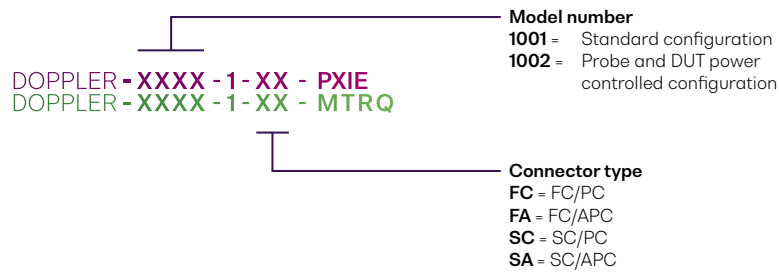 Model number
1001 = Standard configuration
1002 = Probe and DUT power
controlled configuration
DOPPLER-XXXX-1-XX - PXIE
DOPPLER-XXXX-1-XX - MTRQ
Connector type
FC = FC/PC
FA = FC/APC
SC = SC/PC
SA = SC/APC